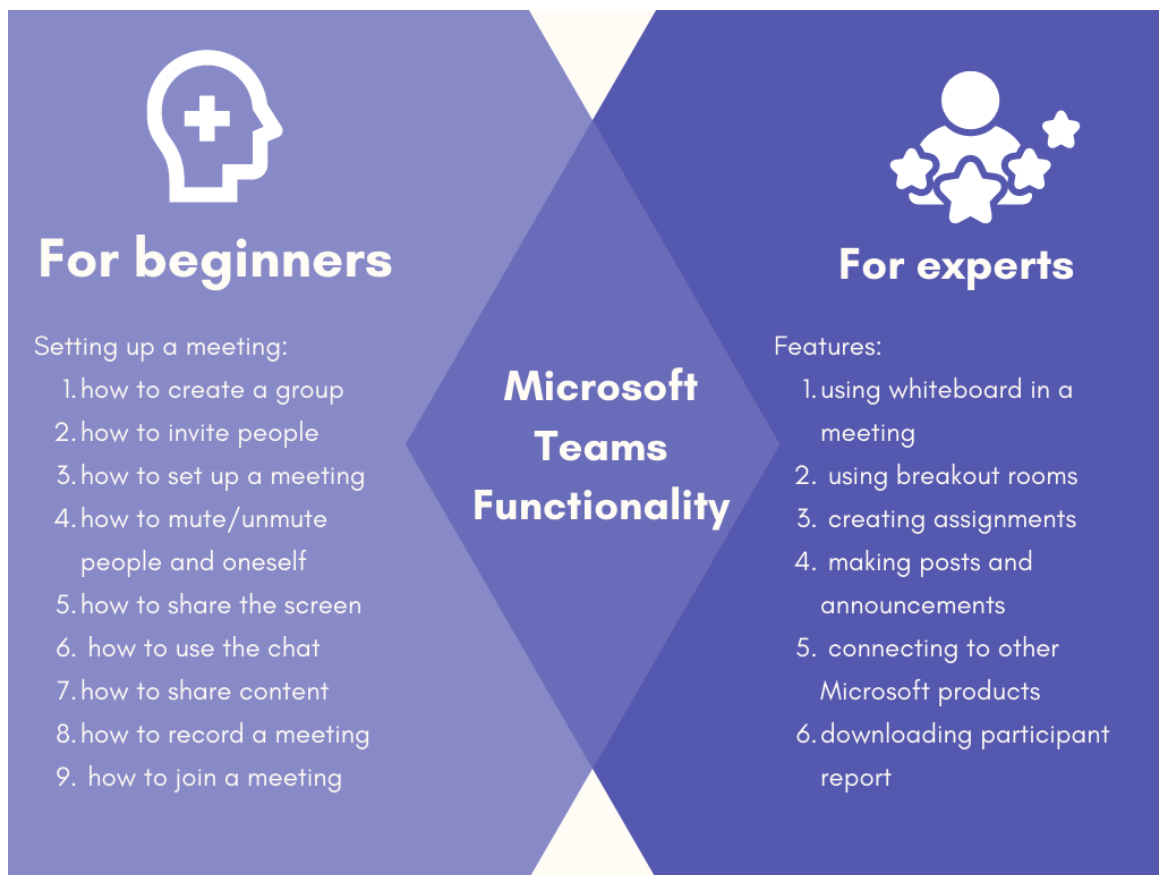 For beginners
Setting up a meeting:
1. how to create a group
2. how to invite people
3. how to set up a meeting
4. how to mute/unmute
people and oneself
5. how to share the screen
6. how to use the chat
7. how to share content
8. how to record a meeting
9. how to join a meeting
Microsoft
Teams
Functionality
For experts
Features:
1. using whiteboard in a
meeting
2. using breakout rooms
3. creating assignments
4. making posts and
announcements
5. connecting to other
Microsoft products
6. downloading participant
report